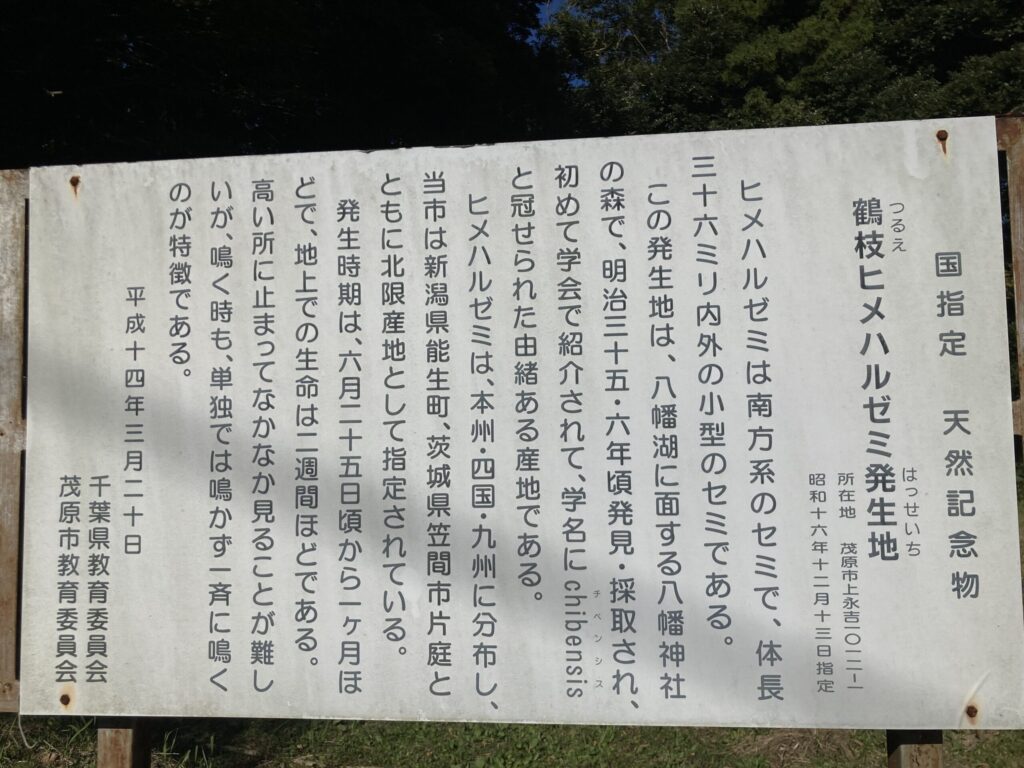 国指定 天然記念物
つるえ はっせいち
鶴枝ヒメハルゼミ発生地
所在地 茂原市上永吉一〇一二-一
昭和十六年十二月十三日指定
ヒメハルゼミは南方系のセミで、体長
三十六ミリ内外の小型のセミである。
この発生地は、八幡湖に面する八幡神社
の森で、明治三十五・六年頃発見・採取され、
チベンシス
初めて学会で紹介されて、学名にchibensis
と冠せられた由緒ある産地である。
ヒメハルゼミは、本州・四国・九州に分布し、
当市は新潟県能生町、茨城県笠間市片庭と
ともに北限産地として指定されている。
発生時期は、六月二十五日頃から一ヶ月ほ
どで、地上での生命は二週間ほどである。
高い所に止まってなかなか見ることが難し
いが、鳴く時も、単独では鳴かず一斉に鳴く
のが特徴である。
平成十四年三月二十日
千葉県教育委員会
茂原市教育委員会